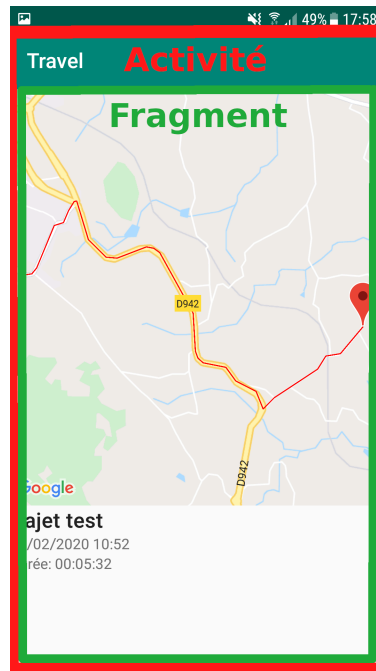 49% 17:58
Travel Activité
Fragment
D942
D942
Google
ajet test
/02/2020 10:52
rée: 00:05:32